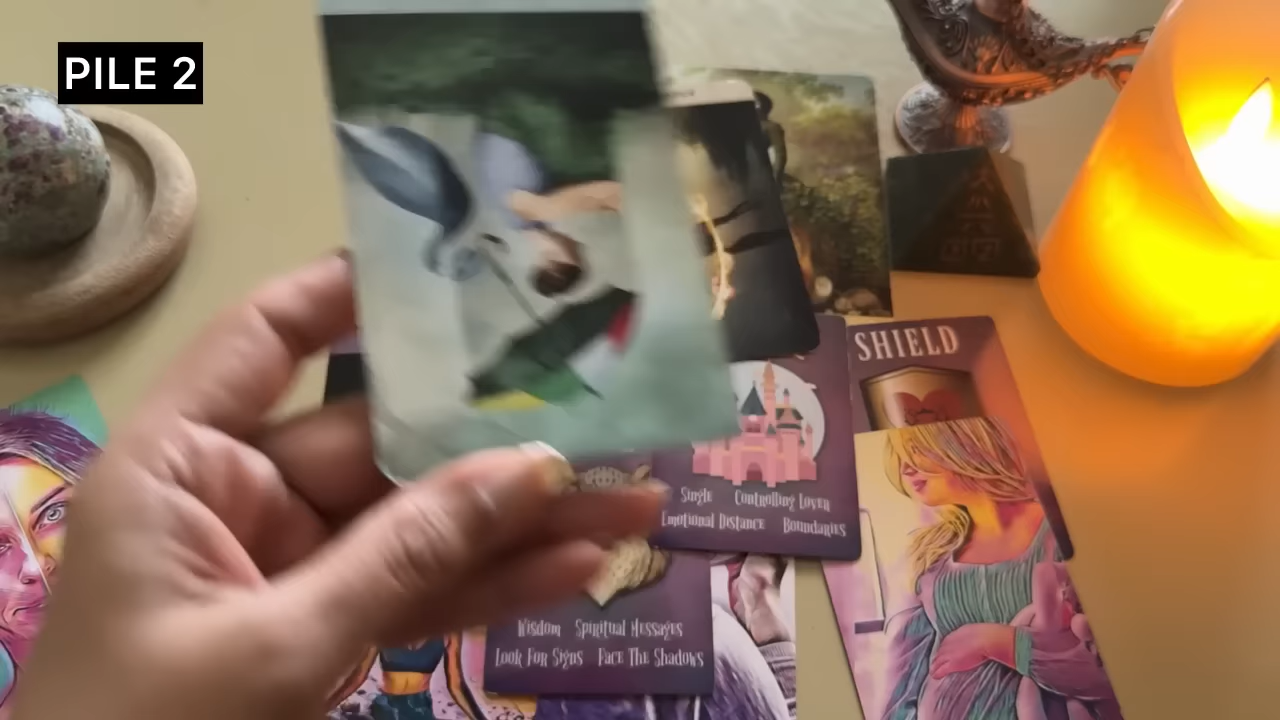 PILE 2
SHIELD
Single Controlling Lover
Emotional Distance Boundaries
Wisdom Spiritual Messages
Look For Signs Face The Shadows